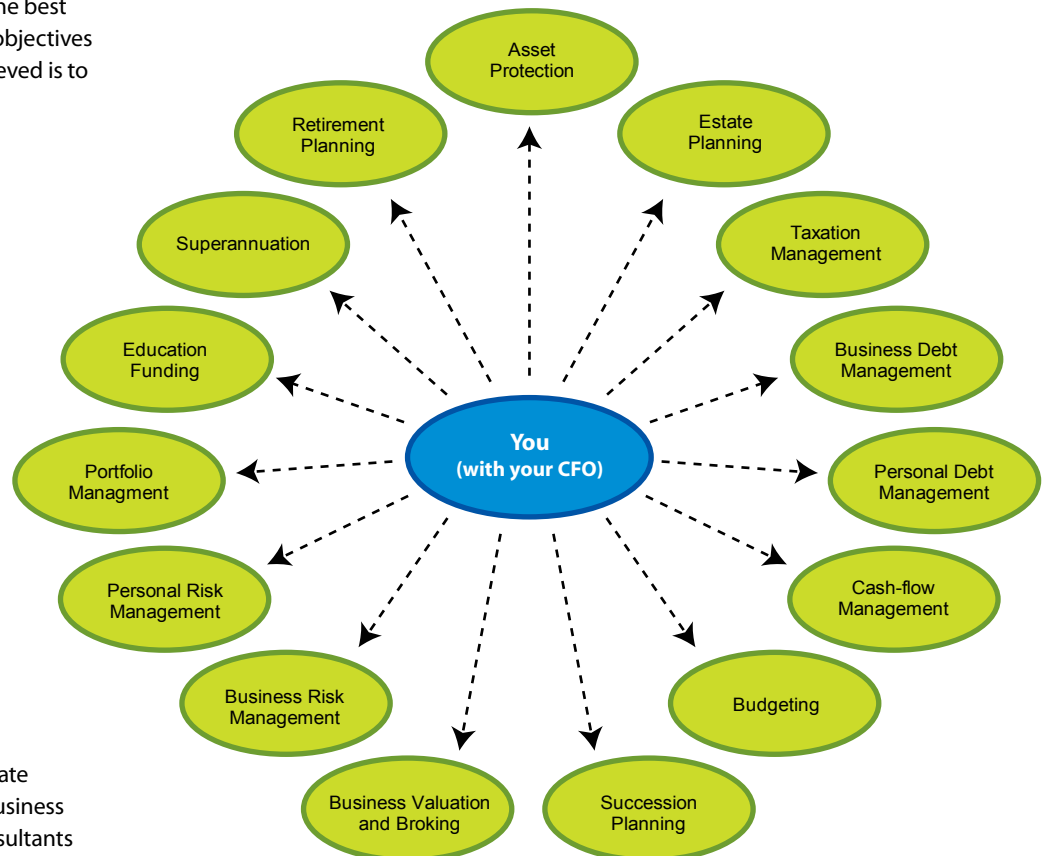 he best
objectives
eved is to
Asset
Protection
Estate
Planning
Taxation
Management
Business Debt
Management
Personal Debt
Management
Cash-flow
Management
Budgeting
Succession
Planning
Business Valuation
and Broking
Business Risk
Management
Personal Risk
Management
Portfolio
Managment
Education
Funding
Superannuation
Retirement
Planning
You
(with your CFO)
ate
usiness
sultants